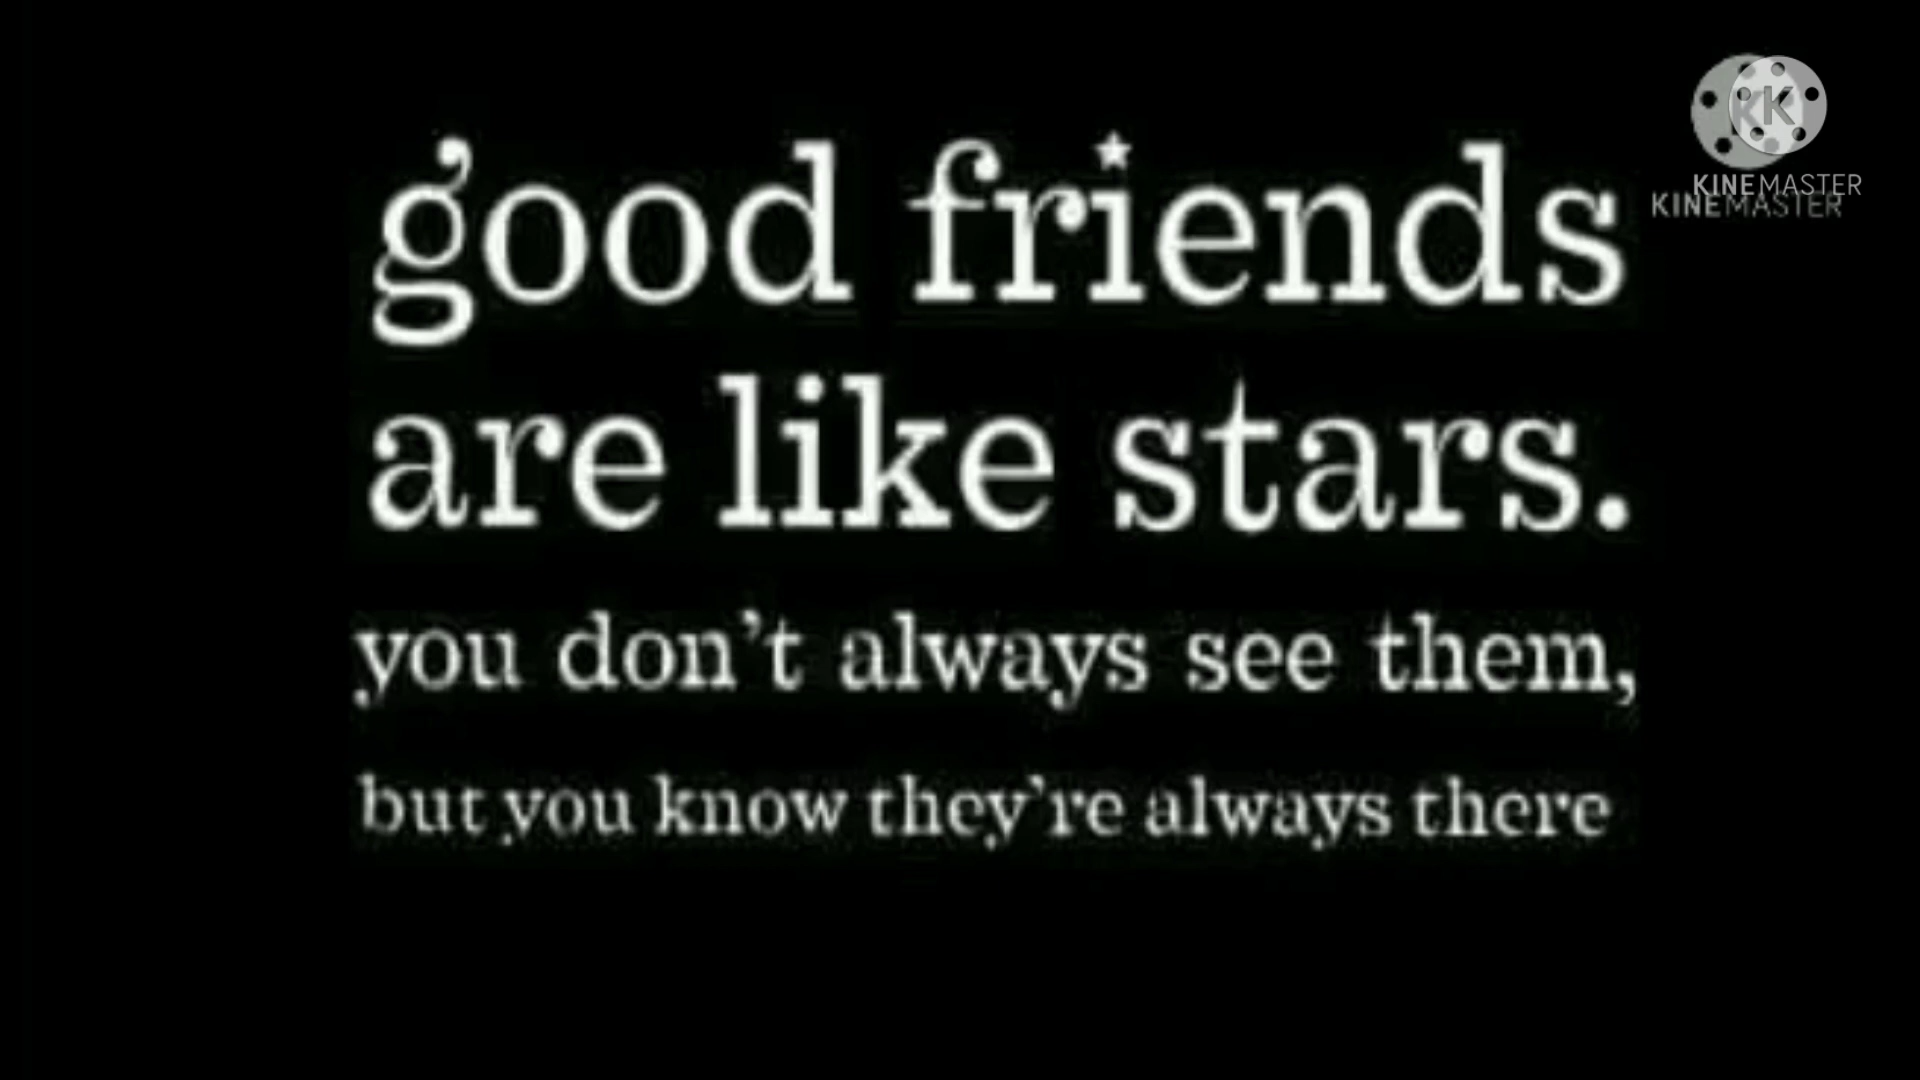 good friends
are like stars.
you don't always see them,
but you know they're always there
K
K
KINEMASTER
KINEMASTER